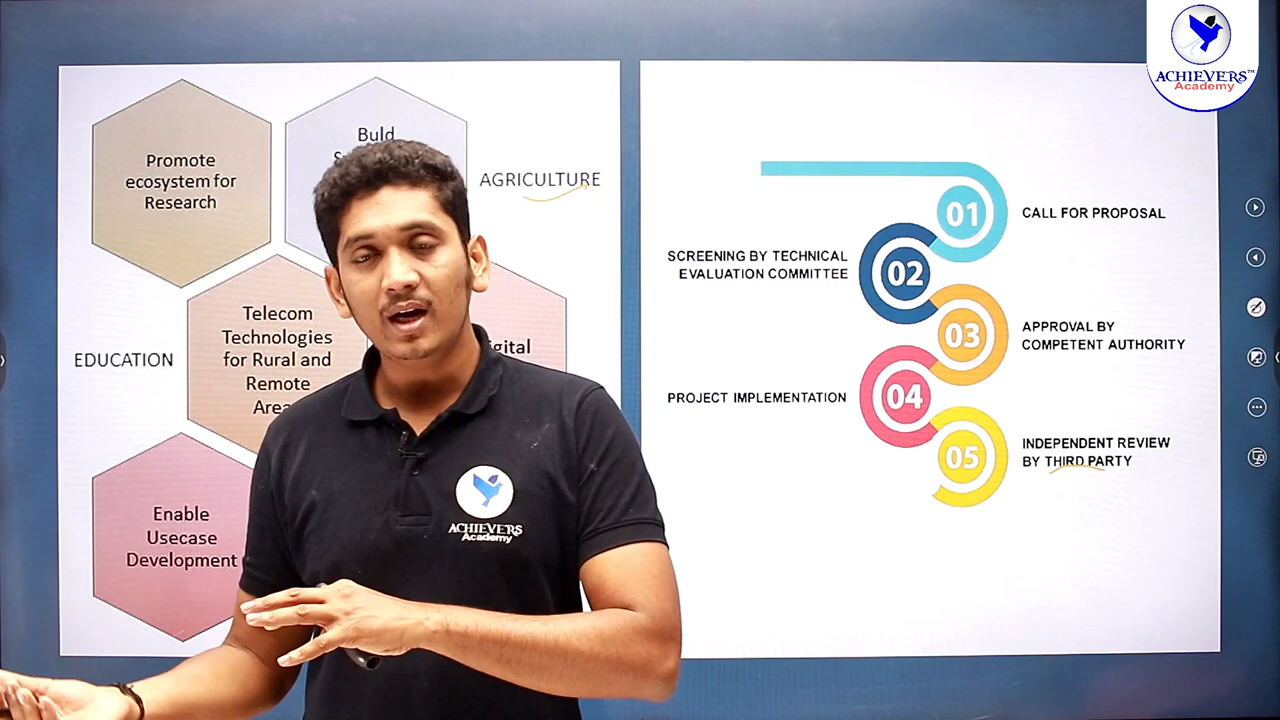 Promote
ecosystem for
Research
Buld
AGRICULTURE
EDUCATION
Telecom
Technologies
for Rural and
Remote
Enable
Usecase
Development
01
CALL FOR PROPOSAL
SCREENING BY TECHNICAL
EVALUATION COMMITTEE
02
03
APPROVAL BY
COMPETENT AUTHORITY
PROJECT IMPLEMENTATION
04
05
INDEPENDENT REVIEW
BY THIRD PARTY
ACHIEVERS™
Academy
ACHIEVERS
Academy